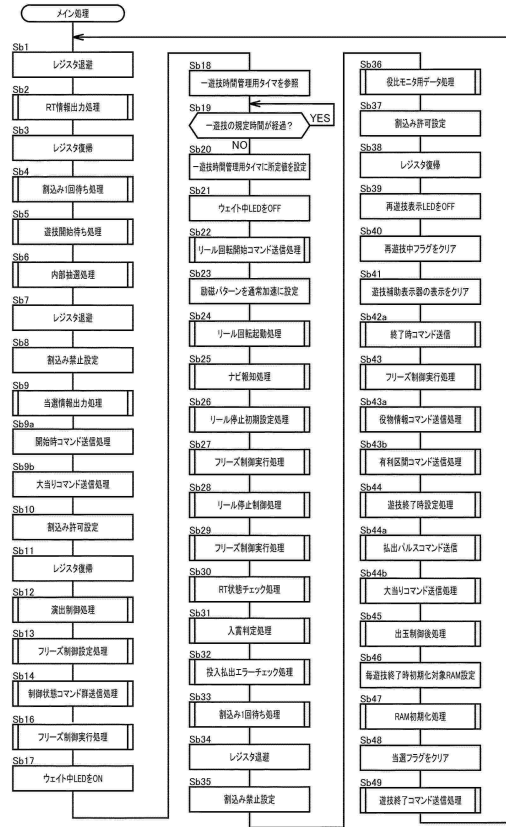 メイン処理
Sb1
レジスタ退避
Sb2
RT情報出力処理
Sb3
レジスタ復帰
Sb4
割込み1回待ち処理
Sb5
遊技開始待ち処理
Sb6
内部抽選処理
Sb7
レジスタ退避
Sb8
割込み禁止設定
Sb9
当選情報出力処理
Sb9a
開始時コマンド送信処理
Sb9b
大当りコマンド送信処理
Sb10
割込み許可設定
Sb11
レジスタ復帰
Sb12
演出制御処理
Sb13
フリーズ制御設定処理
Sb14
制御状態コマンド群送信処理
Sb16
フリーズ制御実行処理
Sb17
ウェイト中LEDをON
Sb18
一遊技時間管理用タイマを参照
Sb19
一遊技の規定時間が経過？
YES
NO
Sb20
一遊技時間管理用タイマに所定値を設定
Sb21
ウェイト中LEDをOFF
Sb22
リール回転開始コマンド送信処理
Sb23
励磁パターンを通常加速に設定
Sb24
リール回転起動処理
Sb25
ナビ報知処理
Sb26
リール停止初期設定処理
Sb27
フリーズ制御実行処理
Sb28
リール停止制御処理
Sb29
フリーズ制御実行処理
Sb30
RT状態チェック処理
Sb31
入賞判定処理
Sb32
投入払出エラーチェック処理
Sb33
割込み1回待ち処理
Sb34
レジスタ退避
Sb35
割込み禁止設定
Sb36
役比モニタ用データ処理
Sb37
割込み許可設定
Sb38
レジスタ復帰
Sb39
再遊技表示LEDをOFF
Sb40
再遊技中フラグをクリア
Sb41
遊技補助表示器の表示をクリア
Sb42a
終了時コマンド送信
Sb43
フリーズ制御実行処理
Sb43a
役物情報コマンド送信処理
Sb43b
有利区間コマンド送信処理
Sb44
遊技終了時設定処理
Sb44a
払出パルスコマンド送信
Sb44b
大当りコマンド送信処理
Sb45
出玉制御後処理
Sb46
毎遊技終了時初期化対象RAM設定
Sb47
RAM初期化処理
Sb48
当選フラグをクリア
Sb49
遊技終了コマンド送信処理